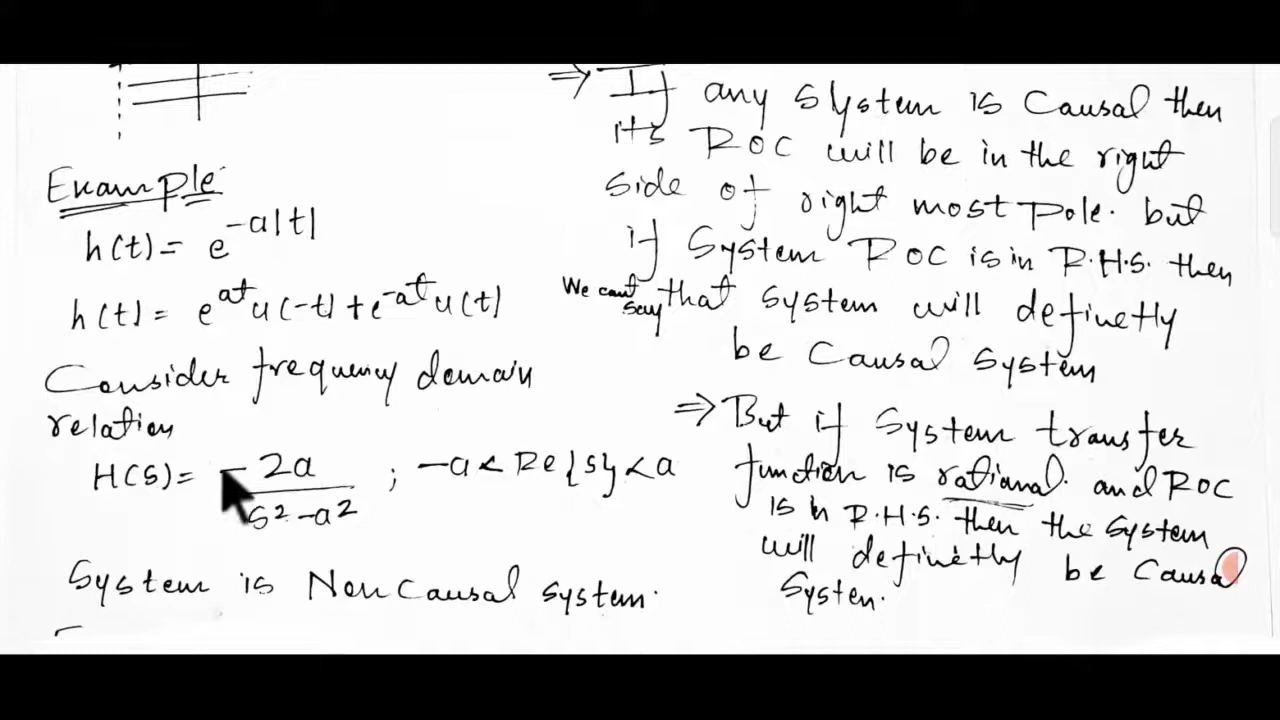 Example
h(t) = e^-a|t|
h(t) = e^at u(-t) + e^-at u(t)
Consider frequency domain
relation
H(s) = -2a / s²-a² ; -a < Re{s} < a
System is Non Causal system.
⇒ If any System is Causal then
its ROC will be in the right
side of right most Pole. but
if System ROC is in R.H.S. then
We can't say that system will definetly
be Causal System
⇒ But if System transfer
function is rational. and ROC
is in R.H.S. then the System
will definetly be Causal
System.